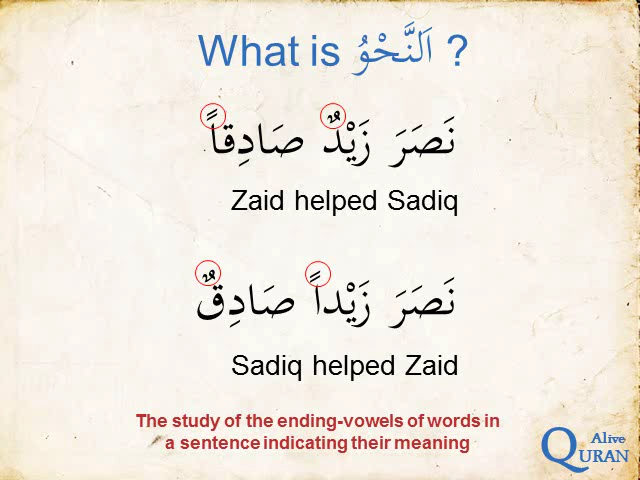 What is اَلنَّحْوُ ?
نَصَرَ زَيْدٌ صَادِقاً
Zaid helped Sadiq
نَصَرَ زَيْداً صَادِقٌ
Sadiq helped Zaid
The study of the ending-vowels of words in
a sentence indicating their meaning
Alive
QURAN